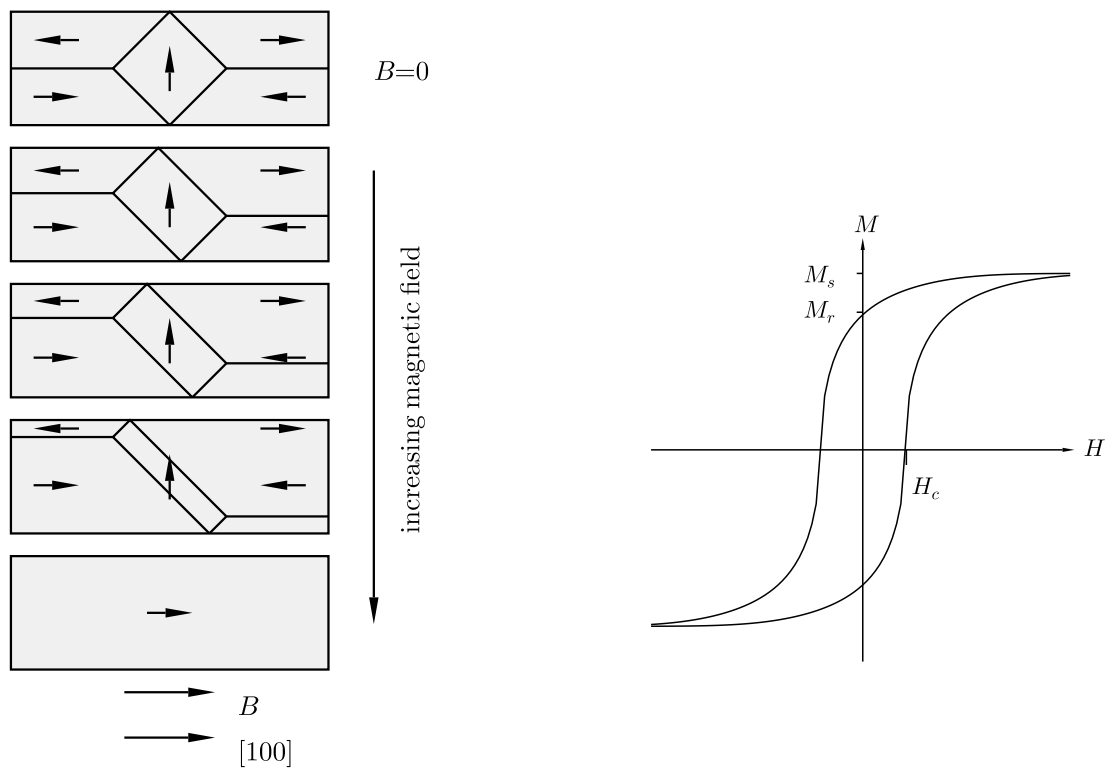 B=0
increasing magnetic field
B
[100]
M
M_s
M_r
H
H_c